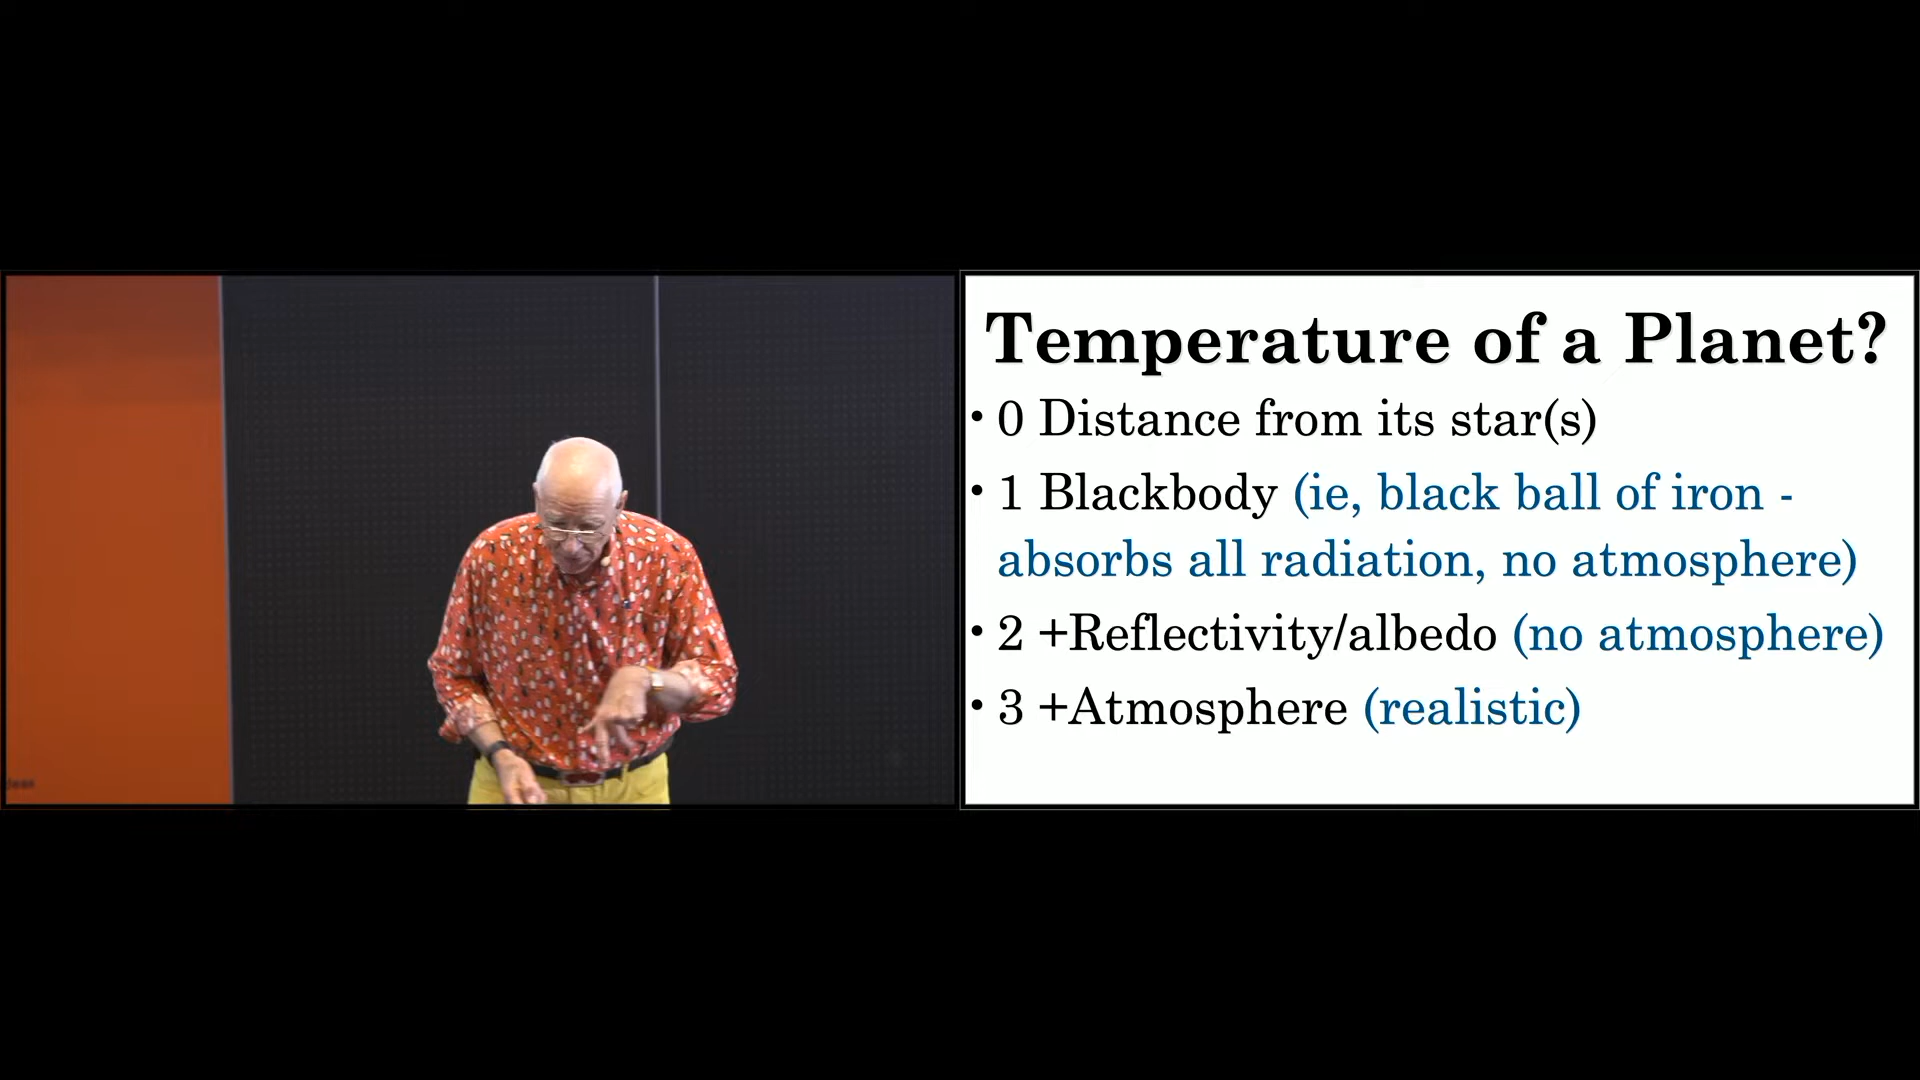 Temperature of a Planet?
• 0 Distance from its star(s)
• 1 Blackbody (ie, black ball of iron -
absorbs all radiation, no atmosphere)
• 2 +Reflectivity/albedo (no atmosphere)
• 3 +Atmosphere (realistic)